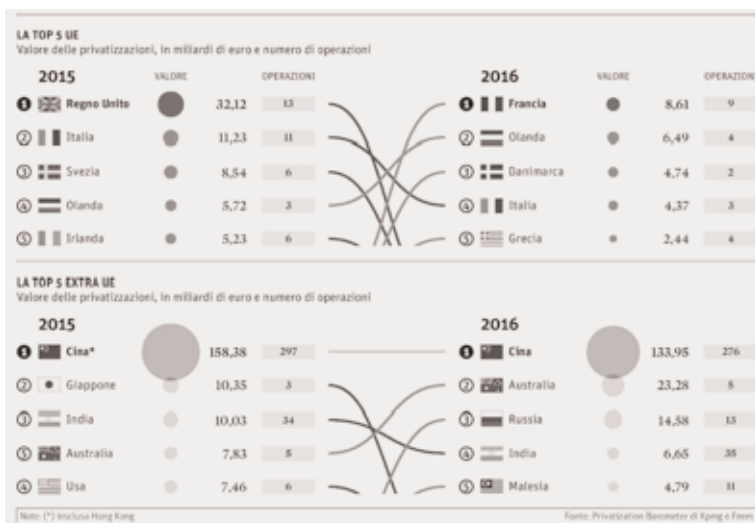 LA TOP 5 UE
Valore delle privatizzazioni, in miliardi di euro e numero di operazioni
2015 VALORE OPERAZIONI 2016 VALORE OPERAZION
1 Regno Unito 32,12 13 1 Francia 8,61 9
2 Italia 11,23 11 2 Olanda 6,49 4
3 Svezia 8,54 6 3 Danimarca 4,74 2
4 Olanda 5,72 3 4 Italia 4,37 3
5 Irlanda 5,23 6 5 Grecia 2,44 4
LA TOP 5 EXTRA UE
Valore delle privatizzazioni, in miliardi di euro e numero di operazioni
2015 2016
1 Cina* 158,38 297 1 Cina 133,95 276
2 Giappone 10,35 3 2 Australia 23,28 5
3 India 10,03 34 3 Russia 14,58 13
5 Australia 7,83 5 4 India 6,65 35
4 Usa 7,46 6 5 Malesia 4,79 11
Note: (*) Insclusa Hong Kong Fonte: Privatization Barometer di Kpmg e Feem